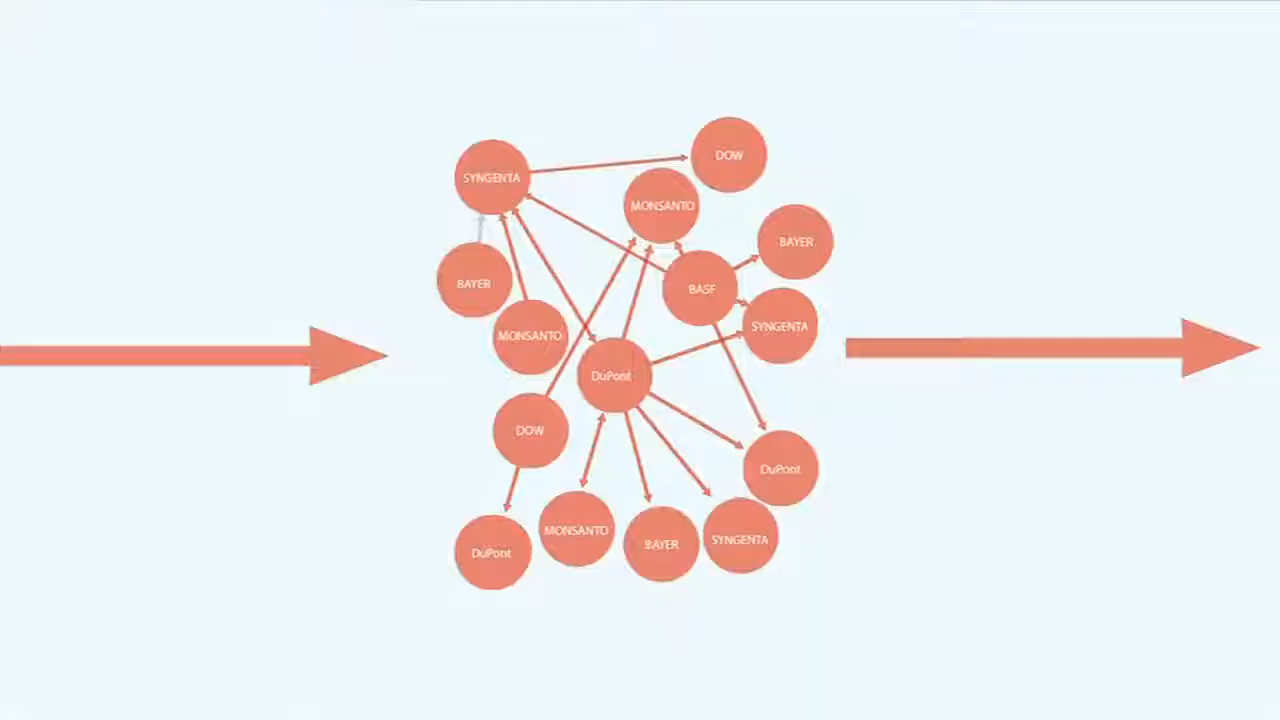 DOW
SYNGENTA
MONSANTO
BAYER
BAYER
BASF
SYNGENTA
MONSANTO
DuPont
DOW
DuPont
MONSANTO
SYNGENTA
BAYER
DuPont